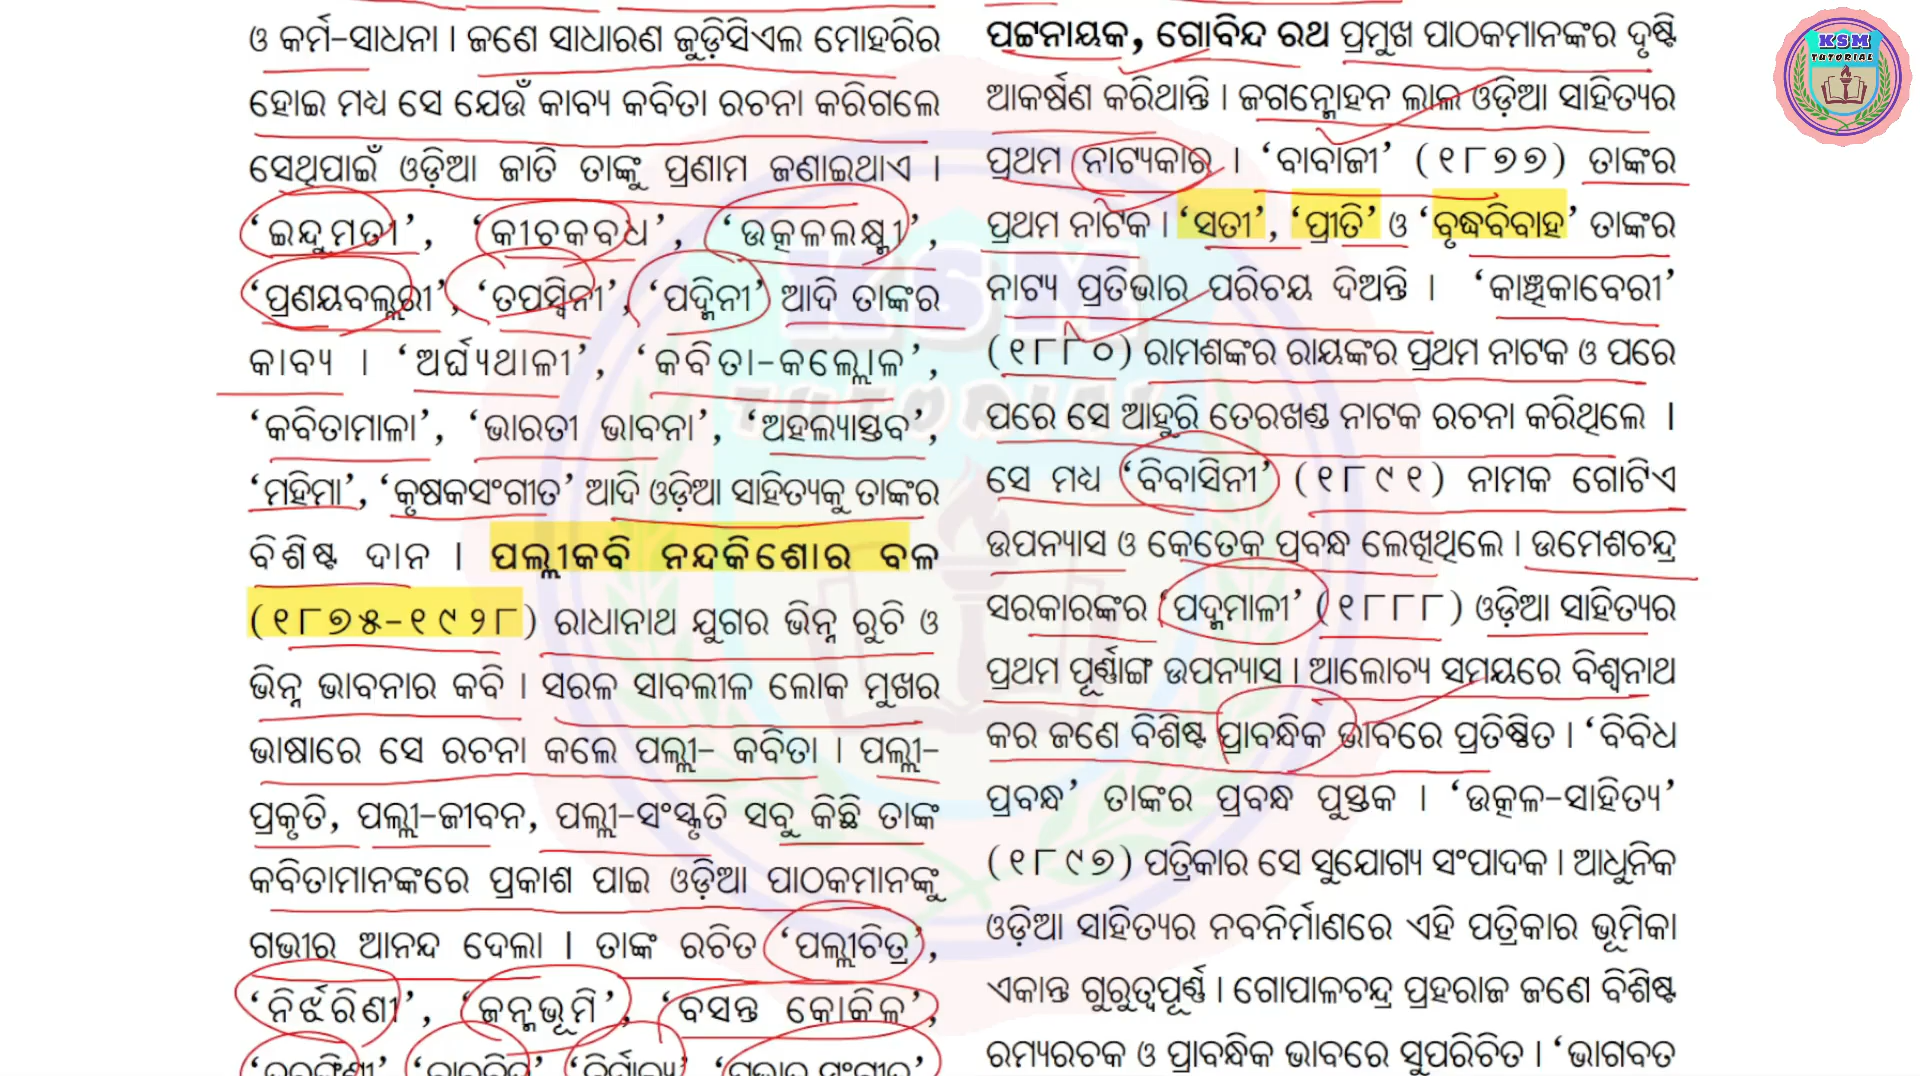 ଓ କର୍ମ-ସାଧନା । ଜଣେ ସାଧାରଣ ଜୁଡ଼ିସିଏଲ ମୋହରିର
ହୋଇ ମଧ୍ୟ ସେ ଯେଉଁ କାବ୍ୟ କବିତା ରଚନା କରିଗଲେ
ସେଥିପାଇଁ ଓଡ଼ିଆ ଜାତି ତାଙ୍କୁ ପ୍ରଣାମ ଜଣାଇଥାଏ ।
‘ଇନ୍ଦୁମତୀ’, ‘କୀଚକବଧ’, ‘ଉତ୍କଳଲକ୍ଷ୍ମୀ’,
‘ପ୍ରଣୟବଲ୍ଲରୀ’, ‘ତପସ୍ୱିନୀ’, ‘ପଦ୍ମିନୀ’ ଆଦି ତାଙ୍କର
କାବ୍ୟ । ‘ଅର୍ଘ୍ୟଥାଳୀ’, ‘କବିତା-କଲ୍ଲୋଳ’,
‘କବିତାମାଳା’, ‘ଭାରତୀ ଭାବନା’, ‘ଅହଲ୍ୟାସ୍ତବ’,
‘ମହିମା’, ‘କୃଷକସଂଗୀତ’ ଆଦି ଓଡ଼ିଆ ସାହିତ୍ୟକୁ ତାଙ୍କର
ବିଶିଷ୍ଟ ଦାନ । ପଲ୍ଲୀକବି ନନ୍ଦକିଶୋର ବଳ
(୧୮୭୫-୧୯୨୮) ରାଧାନାଥ ଯୁଗର ଭିନ୍ନ ରୁଚି ଓ
ଭିନ୍ନ ଭାବନାର କବି । ସରଳ ସାବଲୀଳ ଲୋକ ମୁଖର
ଭାଷାରେ ସେ ରଚନା କଲେ ପଲ୍ଲୀ- କବିତା । ପଲ୍ଲୀ-
ପ୍ରକୃତି, ପଲ୍ଲୀ-ଜୀବନ, ପଲ୍ଲୀ-ସଂସ୍କୃତି ସବୁ କିଛି ତାଙ୍କ
କବିତାମାନଙ୍କରେ ପ୍ରକାଶ ପାଇ ଓଡ଼ିଆ ପାଠକମାନଙ୍କୁ
ଗଭୀର ଆନନ୍ଦ ଦେଲା । ତାଙ୍କ ରଚିତ ‘ପଲ୍ଲୀଚିତ୍ର’,
‘ନିର୍ଝରିଣୀ’, ‘ଜନ୍ମଭୂମି’, ‘ବସନ୍ତ କୋକିଳ’,
ପଟ୍ଟନାୟକ, ଗୋବିନ୍ଦ ରଥ ପ୍ରମୁଖ ପାଠକମାନଙ୍କର ଦୃଷ୍ଟି
ଆକର୍ଷଣ କରିଥାନ୍ତି । ଜଗନ୍ମୋହନ ଲାଲ ଓଡ଼ିଆ ସାହିତ୍ୟର
ପ୍ରଥମ ନାଟ୍ୟକାର । ‘ବାବାଜୀ’ (୧୮୭୭) ତାଙ୍କର
ପ୍ରଥମ ନାଟକ । ‘ସତୀ’, ‘ପ୍ରୀତି’ ଓ ‘ବୃଦ୍ଧବିବାହ’ ତାଙ୍କର
ନାଟ୍ୟ ପ୍ରତିଭାର ପରିଚୟ ଦିଅନ୍ତି । ‘କାଞ୍ଚିକାବେରୀ’
(୧୮୮୦) ରାମଶଙ୍କର ରାୟଙ୍କର ପ୍ରଥମ ନାଟକ ଓ ପରେ
ପରେ ସେ ଆହୁରି ତେରଖଣ୍ଡ ନାଟକ ରଚନା କରିଥିଲେ ।
ସେ ମଧ୍ୟ ‘ବିବାସିନୀ’ (୧୮୯୧) ନାମକ ଗୋଟିଏ
ଉପନ୍ୟାସ ଓ କେତେକ ପ୍ରବନ୍ଧ ଲେଖିଥିଲେ । ଉମେଶଚନ୍ଦ୍ର
ସରକାରଙ୍କର ‘ପଦ୍ମମାଳୀ’ (୧୮୮୮) ଓଡ଼ିଆ ସାହିତ୍ୟର
ପ୍ରଥମ ପୂର୍ଣ୍ଣାଙ୍ଗ ଉପନ୍ୟାସ । ଆଲୋଚ୍ୟ ସମୟରେ ବିଶ୍ୱନାଥ
କର ଜଣେ ବିଶିଷ୍ଟ ପ୍ରାବନ୍ଧିକ ଭାବରେ ପ୍ରତିଷ୍ଠିତ । ‘ବିବିଧ
ପ୍ରବନ୍ଧ’ ତାଙ୍କର ପ୍ରବନ୍ଧ ପୁସ୍ତକ । ‘ଉତ୍କଳ-ସାହିତ୍ୟ’
(୧୮୯୭) ପତ୍ରିକାର ସେ ସୁଯୋଗ୍ୟ ସଂପାଦକ । ଆଧୁନିକ
ଓଡ଼ିଆ ସାହିତ୍ୟର ନବନିର୍ମାଣରେ ଏହି ପତ୍ରିକାର ଭୂମିକା
ଏକାନ୍ତ ଗୁରୁତ୍ୱପୂର୍ଣ୍ଣ । ଗୋପାଳଚନ୍ଦ୍ର ପ୍ରହରାଜ ଜଣେ ବିଶିଷ୍ଟ
ରମ୍ୟରଚକ ଓ ପ୍ରାବନ୍ଧିକ ଭାବରେ ସୁପରିଚିତ । ‘ଭାଗବତ
KSM
TUTORIAL
KSM
TUTORIAL